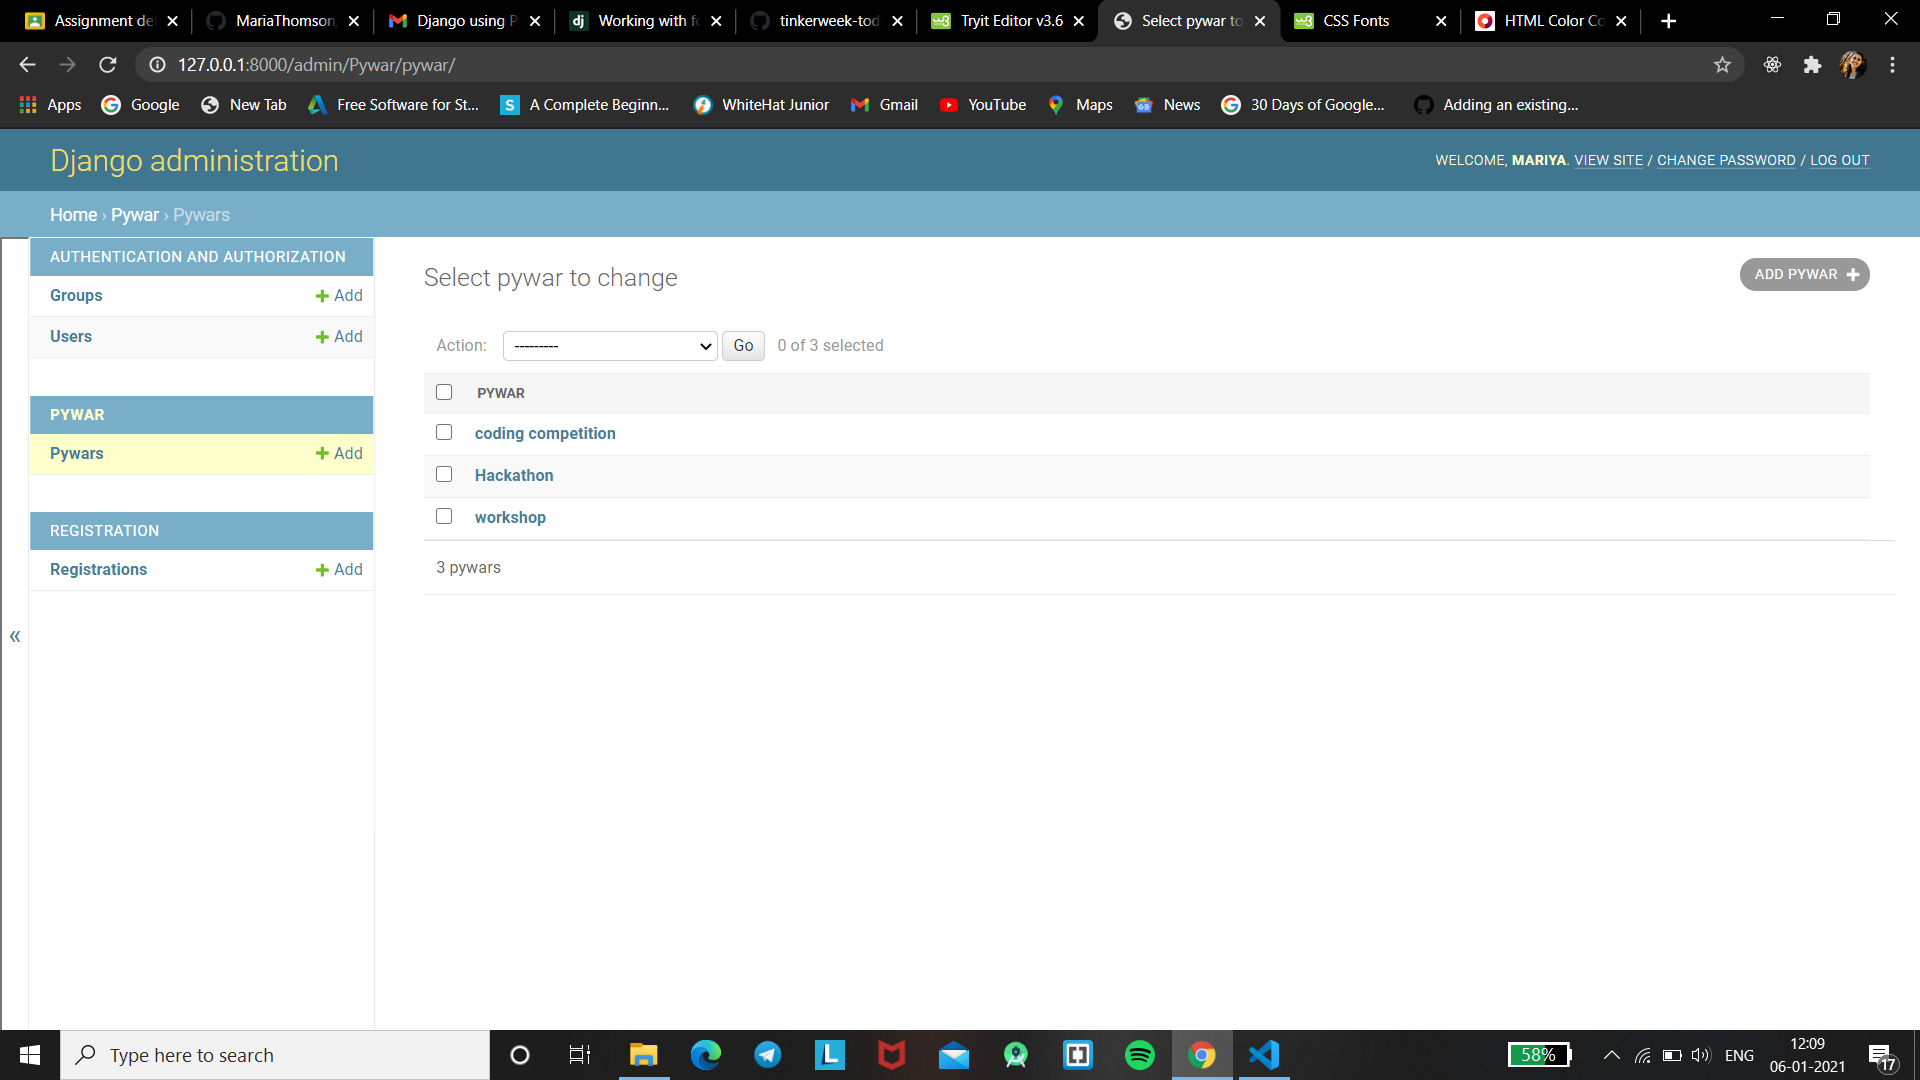 Assignment de
MariaThomson
Django using P
Working with fo
tinkerweek-tod
Tryit Editor v3.6
Select pywar to
CSS Fonts
HTML Color Co
127.0.0.1:8000/admin/Pywar/pywar/
Apps
Google
New Tab
Free Software for St...
A Complete Beginn...
WhiteHat Junior
Gmail
YouTube
Maps
News
30 Days of Google...
Adding an existing...
Django administration
WELCOME, MARIYA. VIEW SITE / CHANGE PASSWORD / LOG OUT
Home › Pywar › Pywars
AUTHENTICATION AND AUTHORIZATION
Groups
Add
Users
Add
PYWAR
Pywars
Add
REGISTRATION
Registrations
Add
«
Select pywar to change
ADD PYWAR
Action: ---------
Go
0 of 3 selected
PYWAR
coding competition
Hackathon
workshop
3 pywars
Type here to search
58%
ENG
12:09
06-01-2021
17